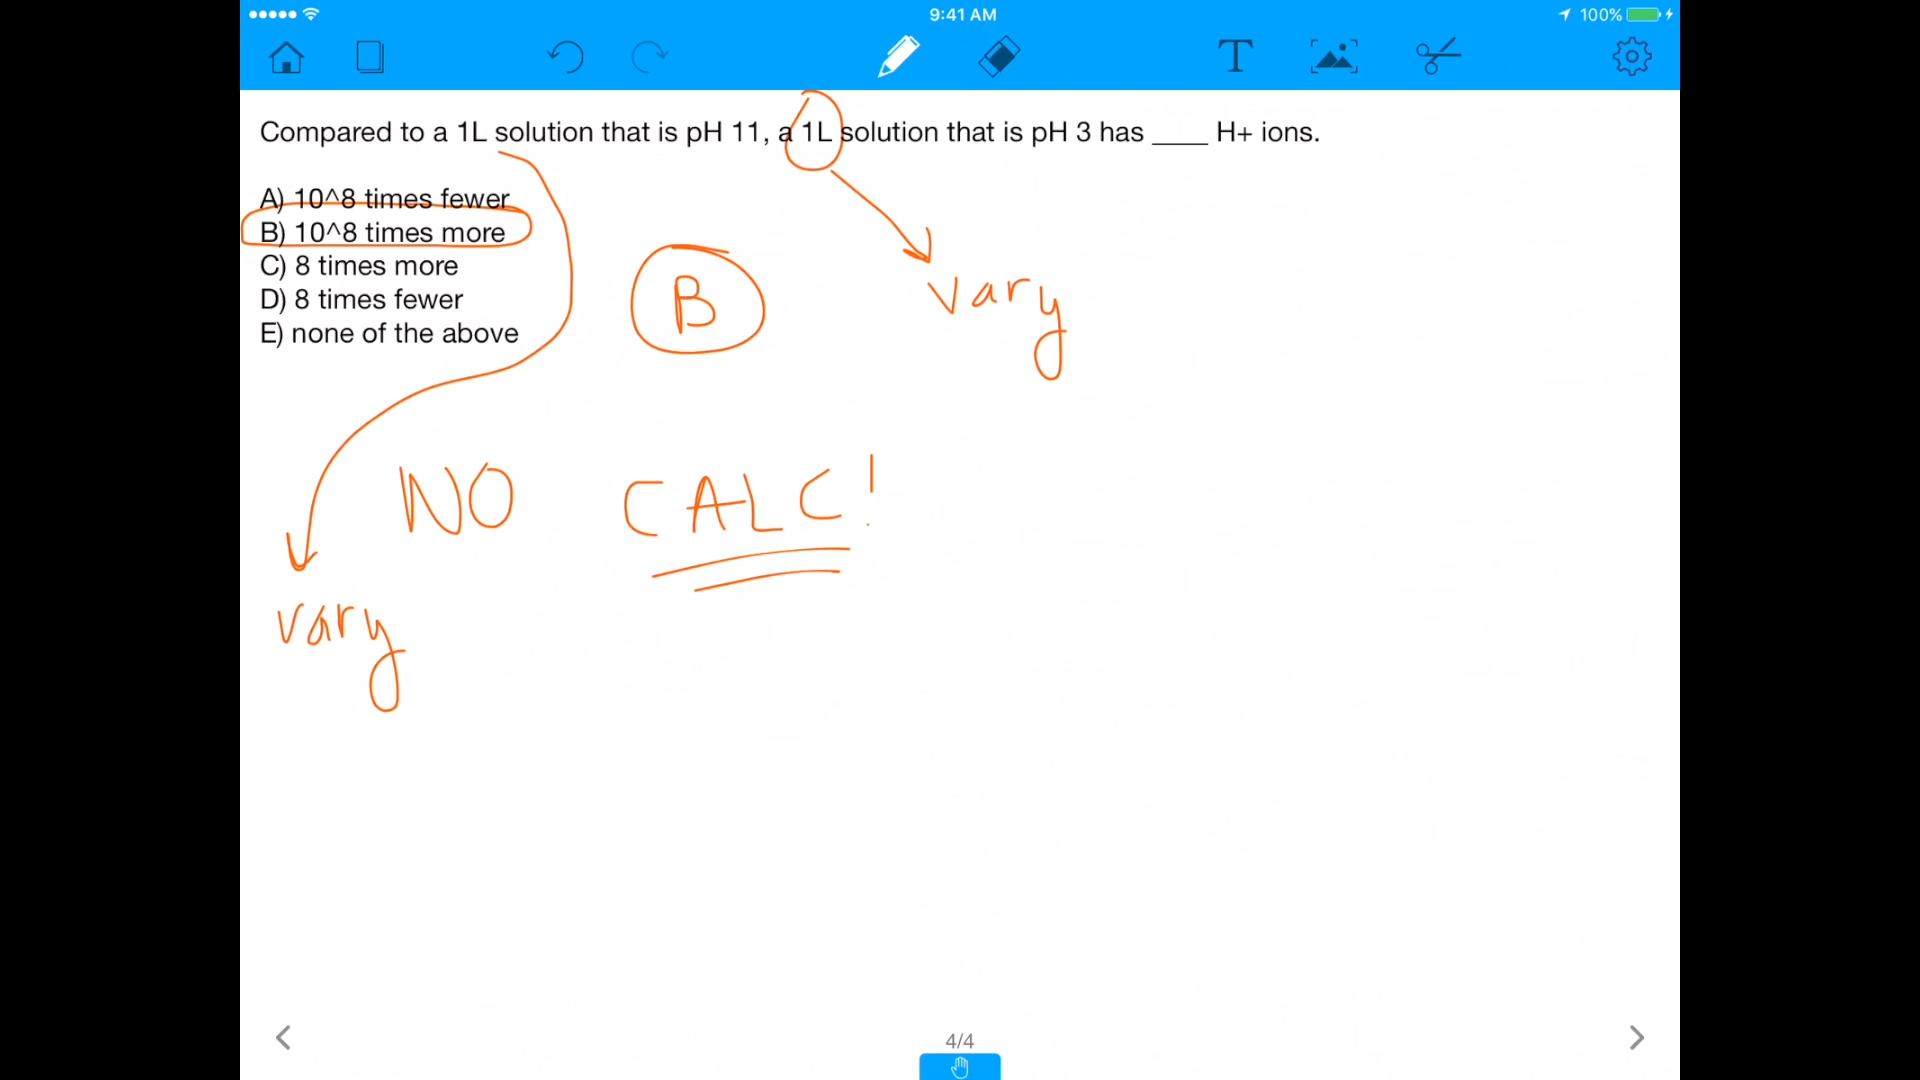 9:41 AM
100%
T
Compared to a 1L solution that is pH 11, a 1L solution that is pH 3 has ____ H+ ions.
A) 10^8 times fewer
B) 10^8 times more
C) 8 times more
D) 8 times fewer
E) none of the above
B
vary
NO CALC!
vary
4/4